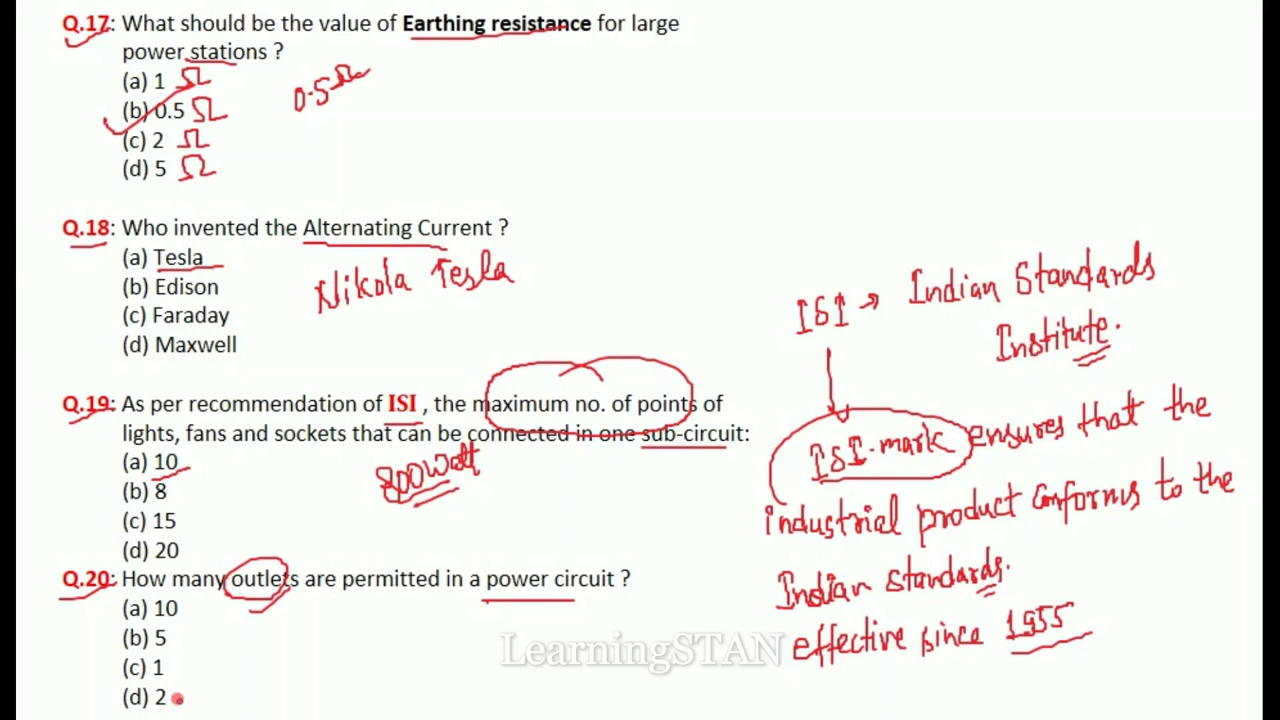 Q.17: What should be the value of Earthing resistance for large
power stations ?
(a) 1 Ω
(b) 0.5 Ω
0.5Ω
(c) 2 Ω
(d) 5 Ω
Q.18: Who invented the Alternating Current ?
(a) Tesla
(b) Edison
(c) Faraday
(d) Maxwell
Nikola Tesla
Q.19: As per recommendation of ISI , the maximum no. of points of
lights, fans and sockets that can be connected in one sub-circuit:
(a) 10
(b) 8
(c) 15
(d) 20
800 Watt
Q.20: How many outlets are permitted in a power circuit ?
(a) 10
(b) 5
(c) 1
(d) 2
ISI → Indian Standards
Institute.
ISI-mark ensures that the
industrial product conforms to the
Indian standards.
effective since 1955
LearningSTAN